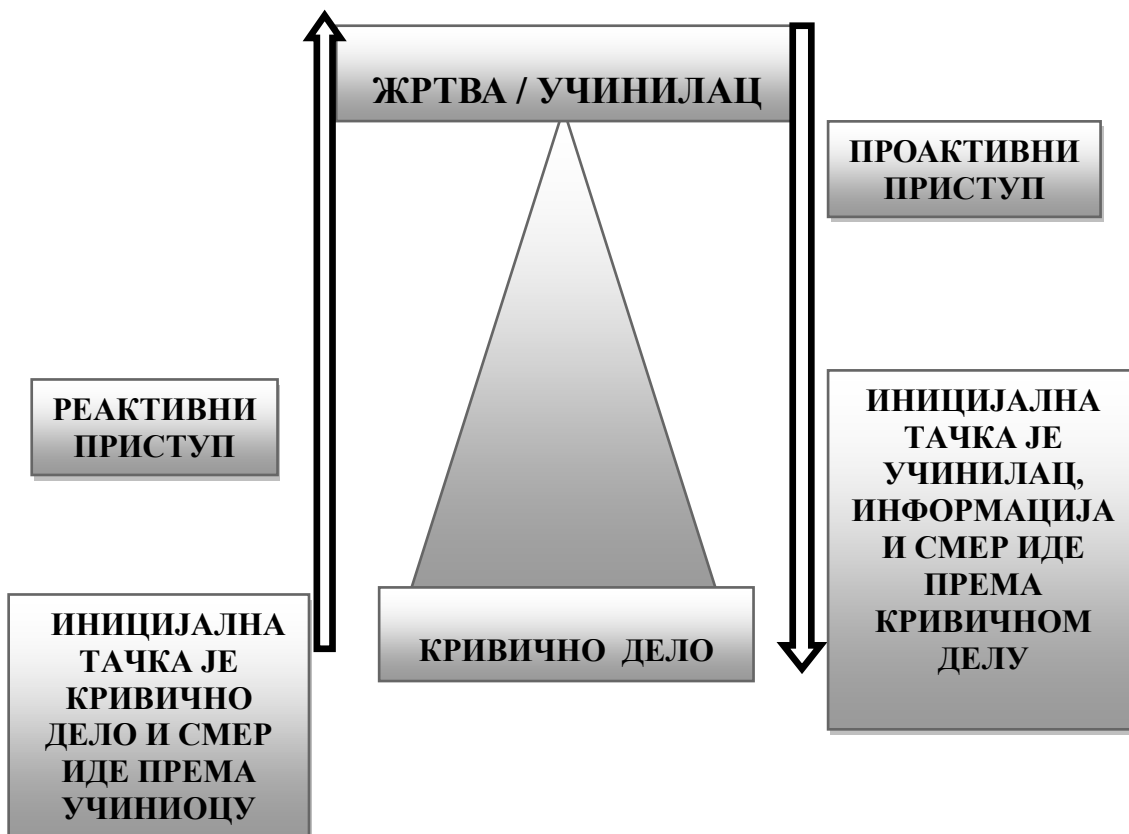 ЖРТВА / УЧИНИЛАЦ
ПРОАКТИВНИ
ПРИСТУП
РЕАКТИВНИ
ПРИСТУП
ИНИЦИЈАЛНА
ТАЧКА ЈЕ
УЧИНИЛАЦ,
ИНФОРМАЦИЈА
И СМЕР ИДЕ
ПРЕМА
КРИВИЧНОМ
ДЕЛУ
ИНИЦИЈАЛНА
ТАЧКА ЈЕ
КРИВИЧНО
ДЕЛО И СМЕР
ИДЕ ПРЕМА
УЧИНИОЦУ
КРИВИЧНО ДЕЛО